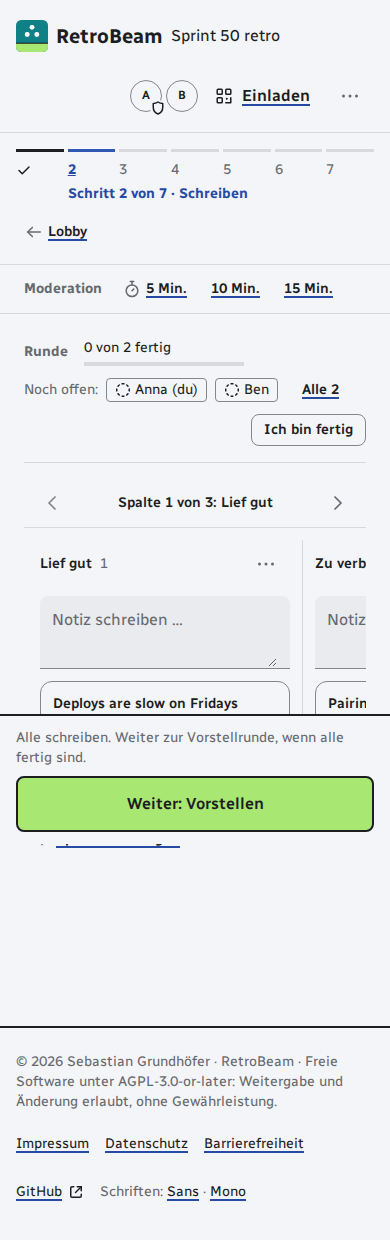 RetroBeam Sprint 50 retro
A B Einladen
2 3 4 5 6 7
Schritt 2 von 7 · Schreiben
Lobby
Moderation 5 Min. 10 Min. 15 Min.
Runde 0 von 2 fertig
Noch offen: Anna (du) Ben Alle 2
Ich bin fertig
Spalte 1 von 3: Lief gut
Lief gut 1 Zu verb
Notiz schreiben … Notiz
Deploys are slow on Fridays Pairin
Alle schreiben. Weiter zur Vorstellrunde, wenn alle
fertig sind.
Weiter: Vorstellen
© 2026 Sebastian Grundhöfer · RetroBeam · Freie
Software unter AGPL-3.0-or-later: Weitergabe und
Änderung erlaubt, ohne Gewährleistung.
Impressum Datenschutz Barrierefreiheit
GitHub Schriften: Sans · Mono